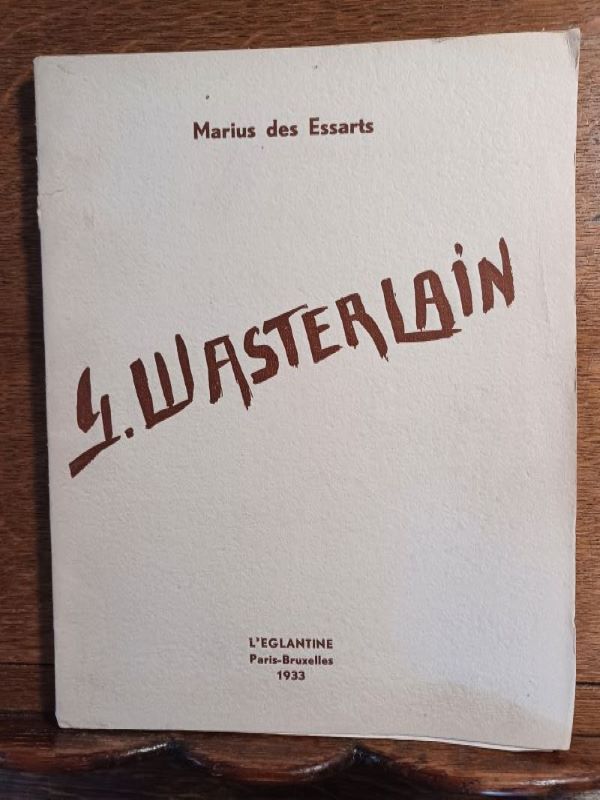 Marius des Essarts
G. WASTERLAiN
L'EGLANTINE
Paris-Bruxelles
1933